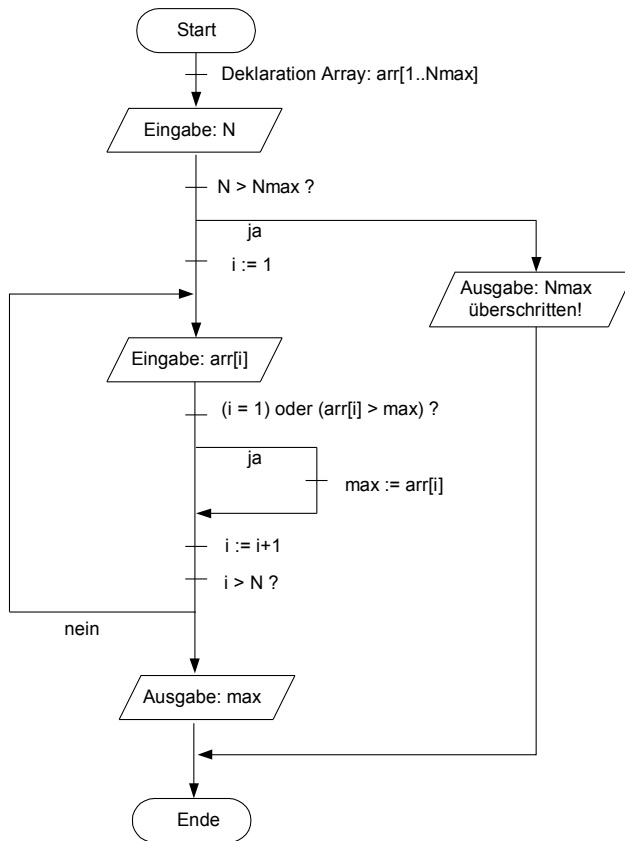 Start
Deklaration Array: arr[1..Nmax]
Eingabe: N
N > Nmax ?
ja
i := 1
Ausgabe: Nmax
überschritten!
Eingabe: arr[i]
(i = 1) oder (arr[i] > max) ?
ja
max := arr[i]
i := i+1
i > N ?
nein
Ausgabe: max
Ende